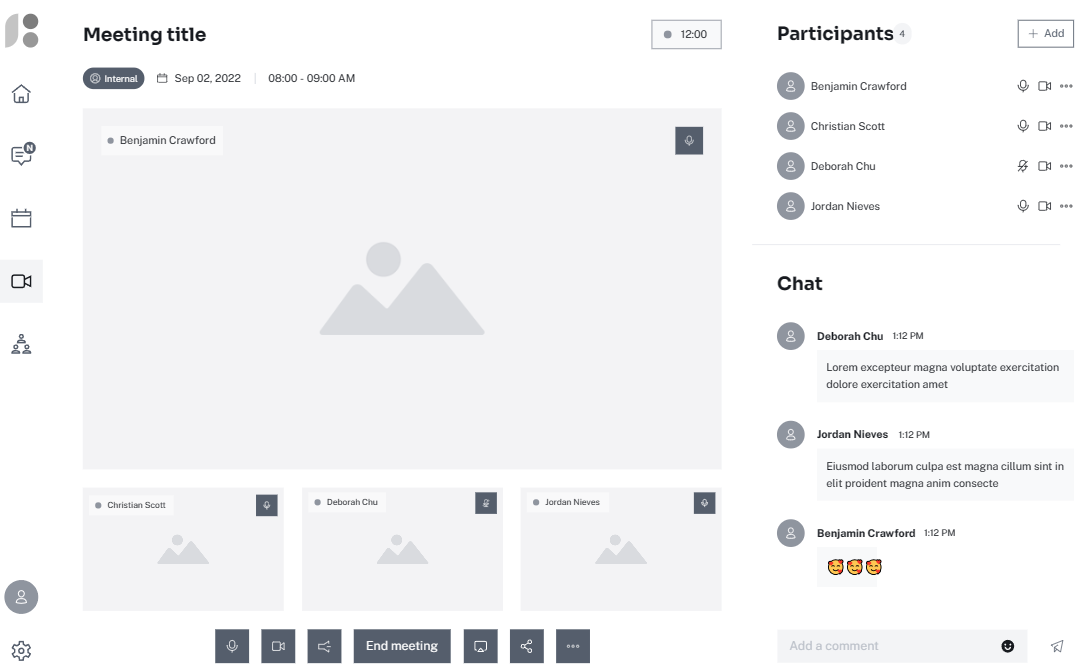 Meeting title
12:00
Internal
Sep 02, 2022
08:00 - 09:00 AM
N
Benjamin Crawford
Christian Scott
Deborah Chu
Jordan Nieves
End meeting
Participants 4
Add
Benjamin Crawford
Christian Scott
Deborah Chu
Jordan Nieves
Chat
Deborah Chu 1:12 PM
Lorem excepteur magna voluptate exercitation
dolore exercitation amet
Jordan Nieves 1:12 PM
Eiusmod laborum culpa est magna cillum sint in
elit proident magna anim consecte
Benjamin Crawford 1:12 PM
🥰🥰🥰
Add a comment